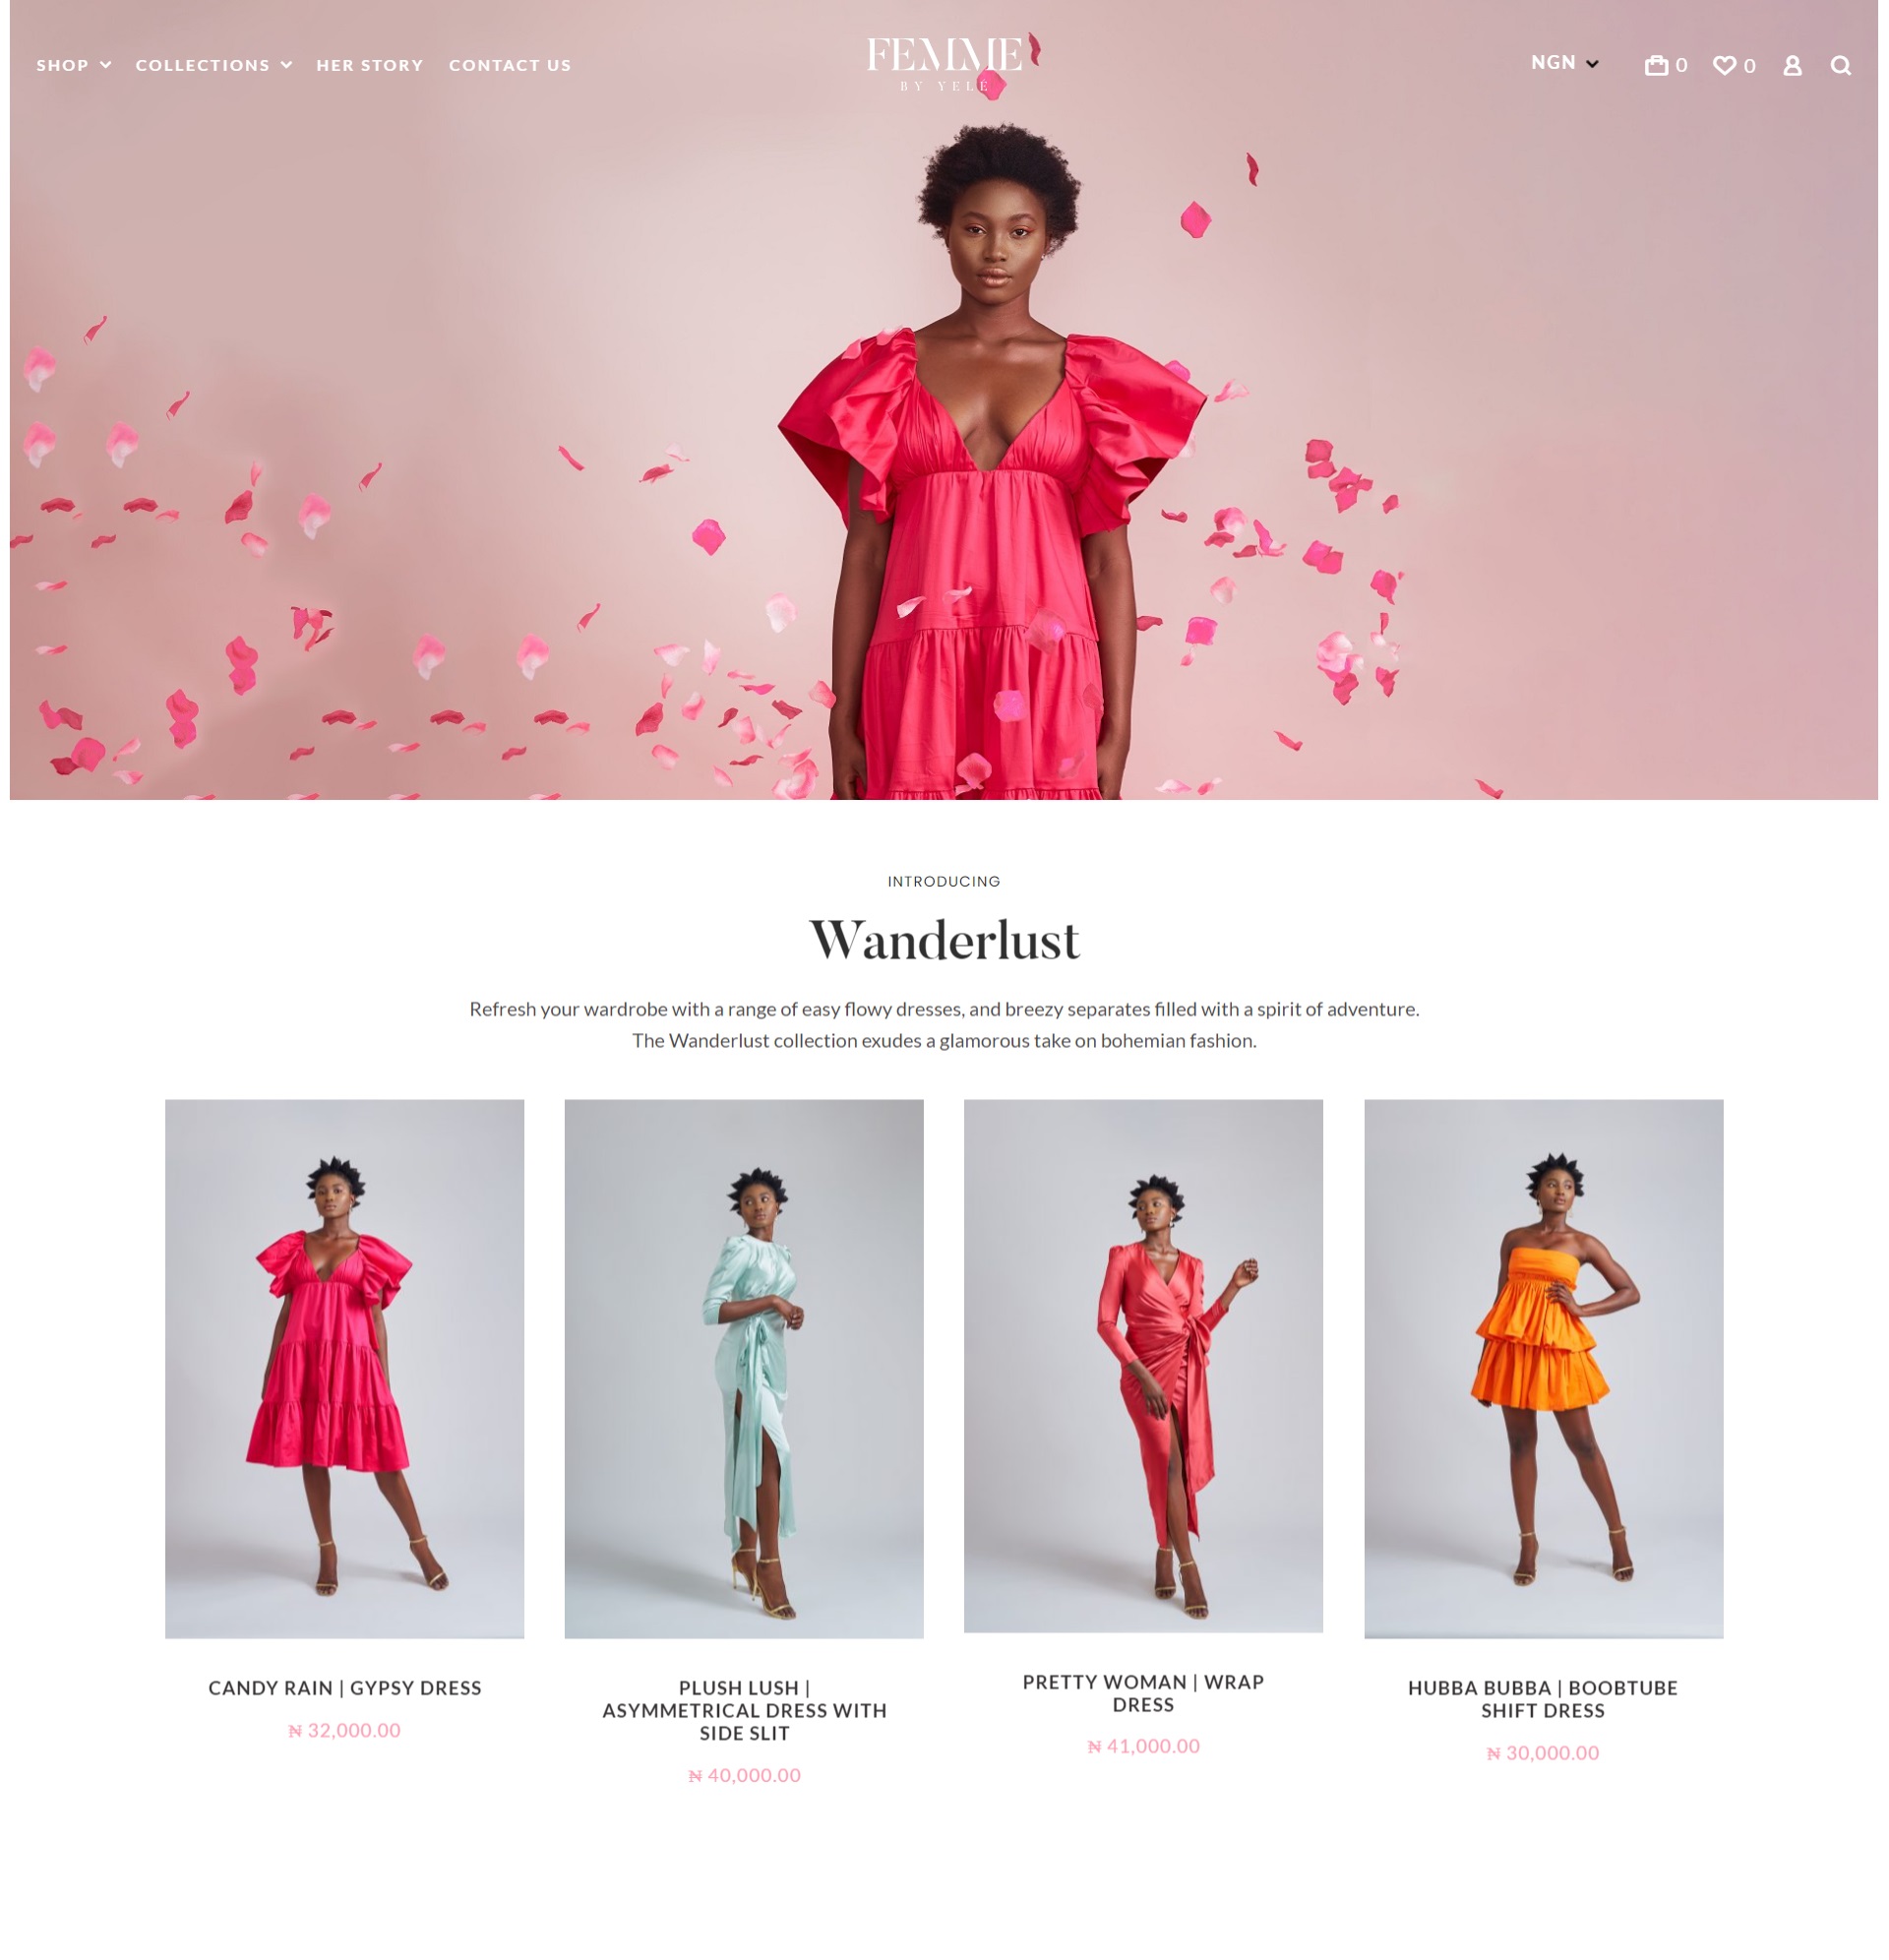 SHOP COLLECTIONS HER STORY CONTACT US
FEMME
BY YELÉ
NGN 0 0
INTRODUCING
Wanderlust
Refresh your wardrobe with a range of easy flowy dresses, and breezy separates filled with a spirit of adventure.
The Wanderlust collection exudes a glamorous take on bohemian fashion.
CANDY RAIN | GYPSY DRESS
₦ 32,000.00
PLUSH LUSH |
ASYMMETRICAL DRESS WITH
SIDE SLIT
₦ 40,000.00
PRETTY WOMAN | WRAP
DRESS
₦ 41,000.00
HUBBA BUBBA | BOOBTUBE
SHIFT DRESS
₦ 30,000.00